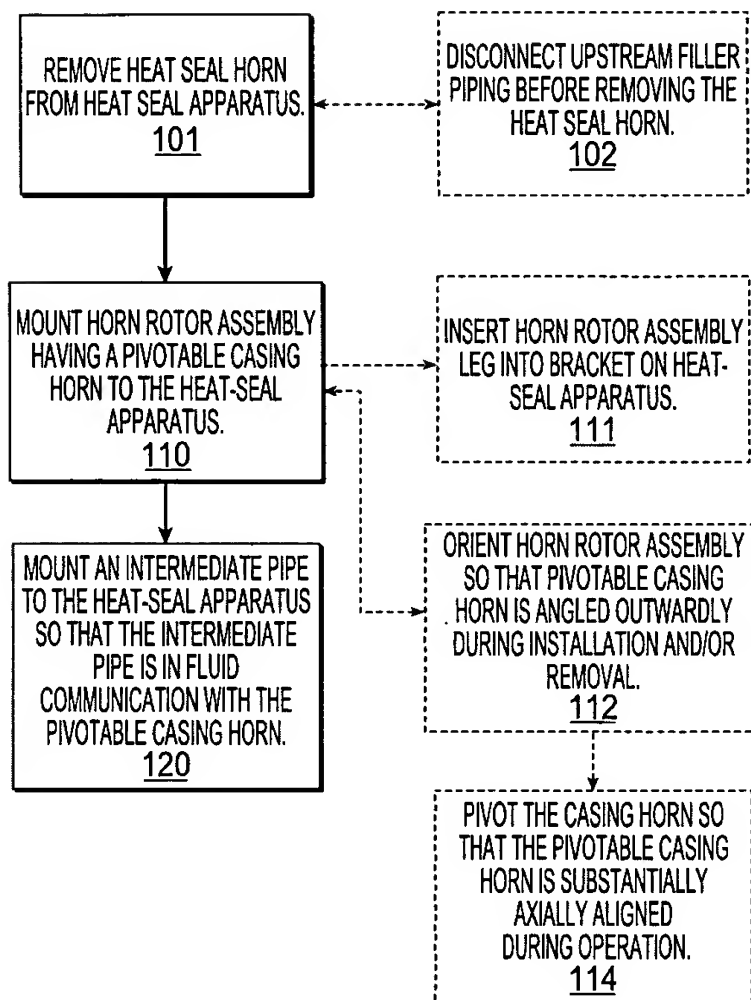 REMOVE HEAT SEAL HORN
FROM HEAT SEAL APPARATUS.
101
DISCONNECT UPSTREAM FILLER
PIPING BEFORE REMOVING THE
HEAT SEAL HORN.
102
MOUNT HORN ROTOR ASSEMBLY
HAVING A PIVOTABLE CASING
HORN TO THE HEAT-SEAL
APPARATUS.
110
INSERT HORN ROTOR ASSEMBLY
LEG INTO BRACKET ON HEAT-
SEAL APPARATUS.
111
MOUNT AN INTERMEDIATE PIPE
TO THE HEAT-SEAL APPARATUS
SO THAT THE INTERMEDIATE
PIPE IS IN FLUID
COMMUNICATION WITH THE
PIVOTABLE CASING HORN.
120
ORIENT HORN ROTOR ASSEMBLY
SO THAT PIVOTABLE CASING
HORN IS ANGLED OUTWARDLY
DURING INSTALLATION AND/OR
REMOVAL.
112
PIVOT THE CASING HORN SO
THAT THE PIVOTABLE CASING
HORN IS SUBSTANTIALLY
AXIALLY ALIGNED
DURING OPERATION.
114